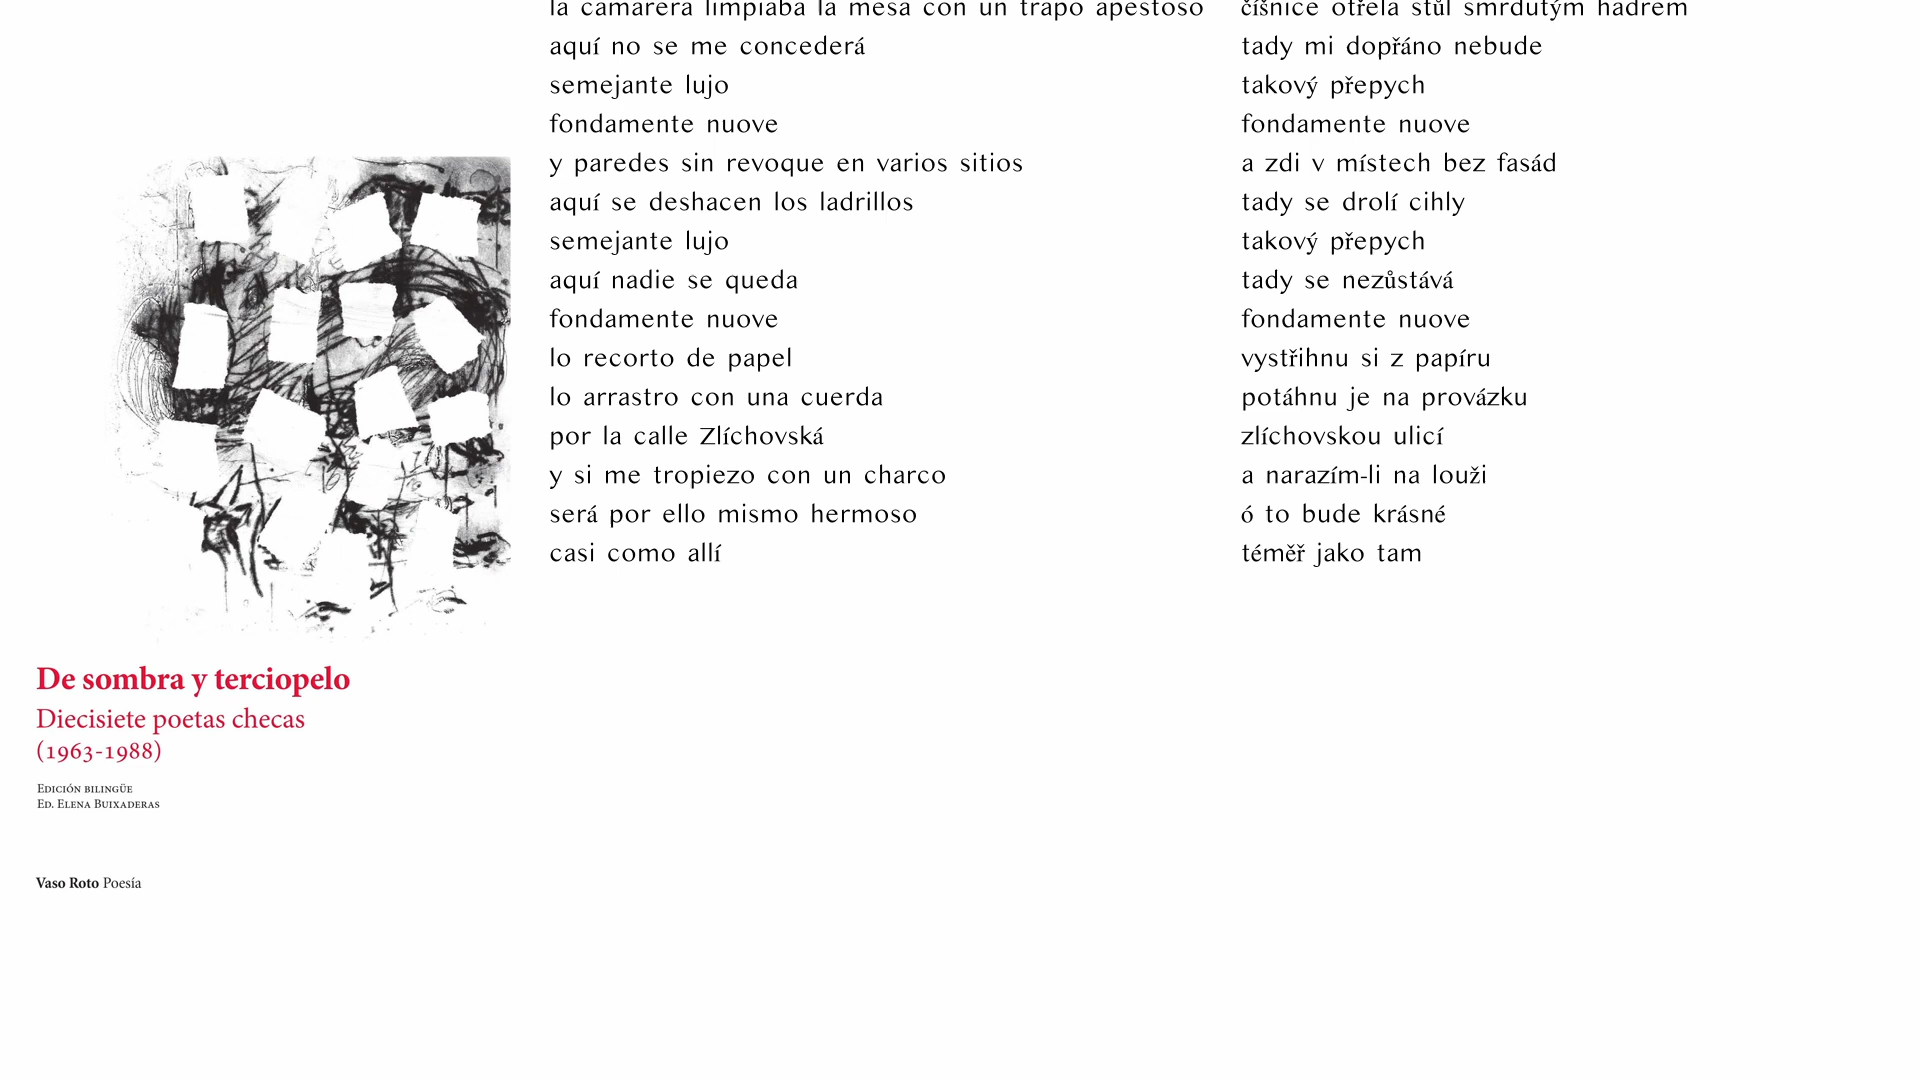 la camarera limpiaba la mesa con un trapo apestoso
aquí no se me concederá
semejante lujo
fondamente nuove
y paredes sin revoque en varios sitios
aquí se deshacen los ladrillos
semejante lujo
aquí nadie se queda
fondamente nuove
lo recorto de papel
lo arrastro con una cuerda
por la calle Zlíchovská
y si me tropiezo con un charco
será por ello mismo hermoso
casi como allí
číšnice otřela stůl smrdutým hadrem
tady mi dopřáno nebude
takový přepych
fondamente nuove
a zdi v místech bez fasád
tady se drolí cihly
takový přepych
tady se nezůstává
fondamente nuove
vystřihnu si z papíru
potáhnu je na provázku
zlíchovskou ulicí
a narazím-li na louži
ó to bude krásné
téměř jako tam
De sombra y terciopelo
Diecisiete poetas checas
(1963-1988)
Edición bilingüe
Ed. Elena Buixaderas
Vaso Roto Poesía